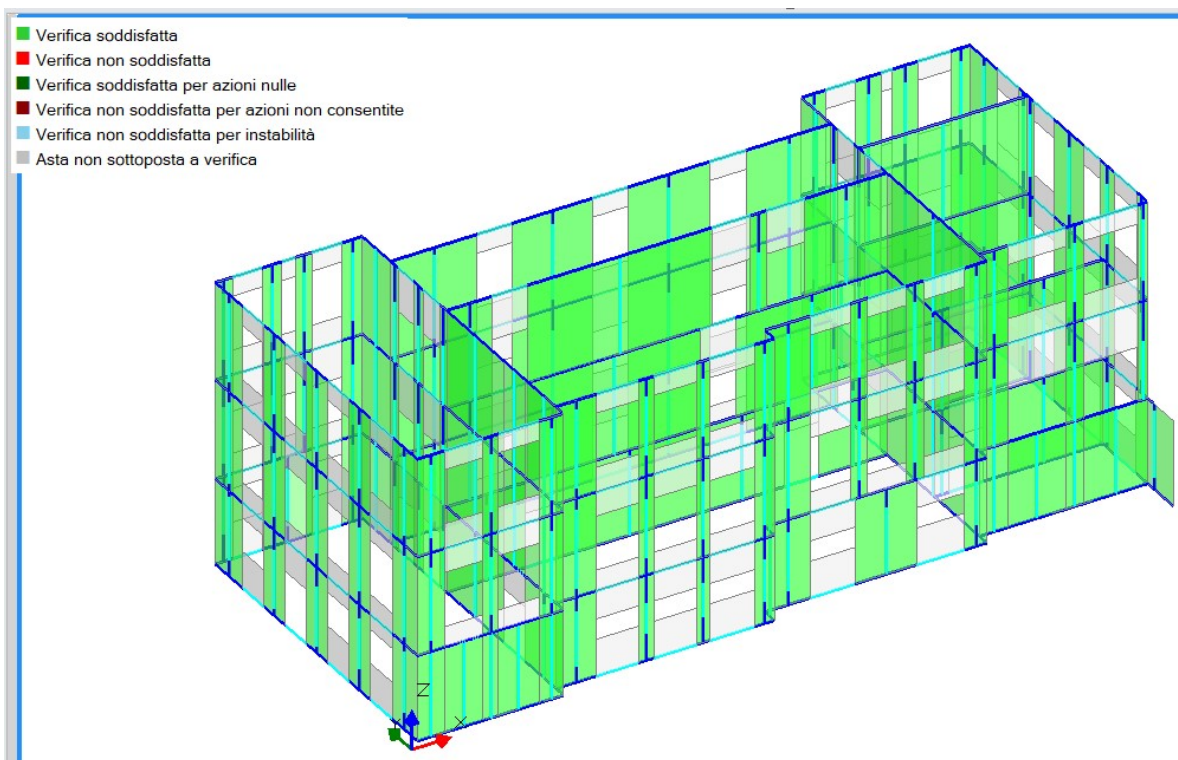 Verifica soddisfatta
Verifica non soddisfatta
Verifica soddisfatta per azioni nulle
Verifica non soddisfatta per azioni non consentite
Verifica non soddisfatta per instabilità
Asta non sottoposta a verifica
Z
Y X